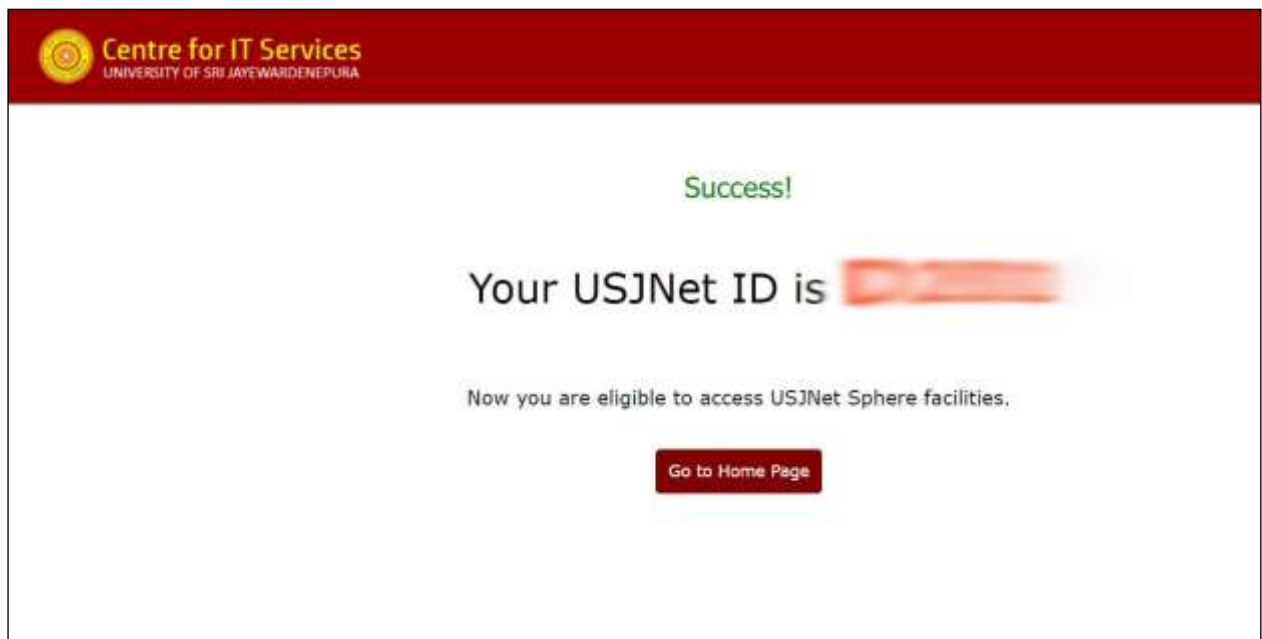 Centre for IT Services
UNIVERSITY OF SRI JAYEWARDENEPURA
Success!
Your USJNet ID is
Now you are eligible to access USJNet Sphere facilities.
Go to Home Page